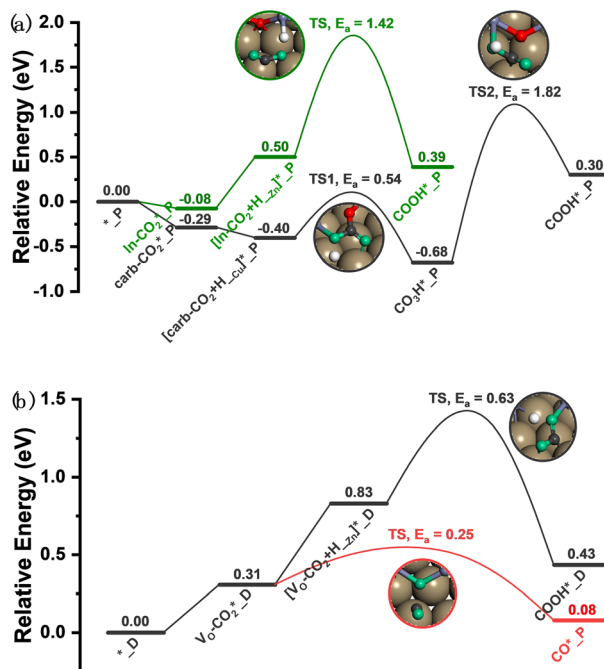 (a)
2.0
1.5
1.0
0.5
0.0
-0.5
-1.0
Relative Energy (eV)
TS, Eₐ = 1.42
TS2, Eₐ = 1.82
0.50
0.39
0.30
0.00
-0.08
-0.29
-0.40
-0.68
TS1, Eₐ = 0.54
*_P
ln-CO₂*_P
carb-CO₂*_P
[ln-CO₂+H_Zn]*_P
[carb-CO₂+H_Cu]*_P
CO₃H*_P
COOH*_P
COOH*_P
(b)
1.5
1.0
0.5
0.0
Relative Energy (eV)
TS, Eₐ = 0.63
0.83
TS, Eₐ = 0.25
0.31
0.43
0.00
0.08
*_D
V₀-CO₂*_D
[V₀-CO₂+H_Zn]*_D
COOH*_D
CO*_P